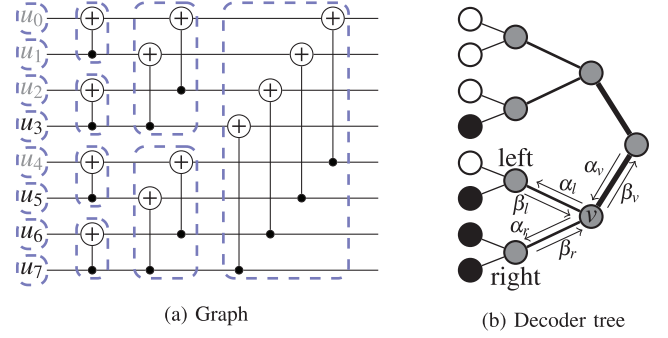 u0
u1
u2
u3
u4
u5
u6
u7
(a) Graph
left
αl
βl
αv
βv
v
αr
βr
right
(b) Decoder tree